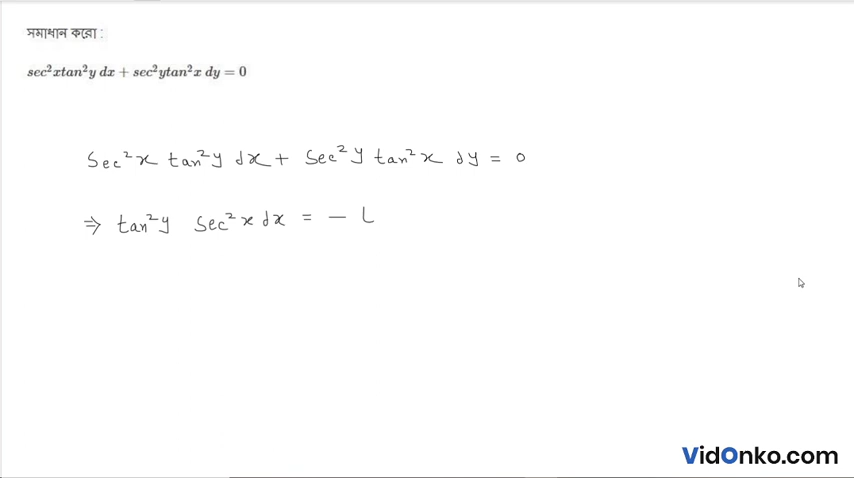 সমাধান করো :
sec²xtan²y dx + sec²ytan²x dy = 0
Sec²x tan²y dx + Sec²y tan²x dy = 0
⇒ tan²y Sec²x dx = −
VidOnko.com